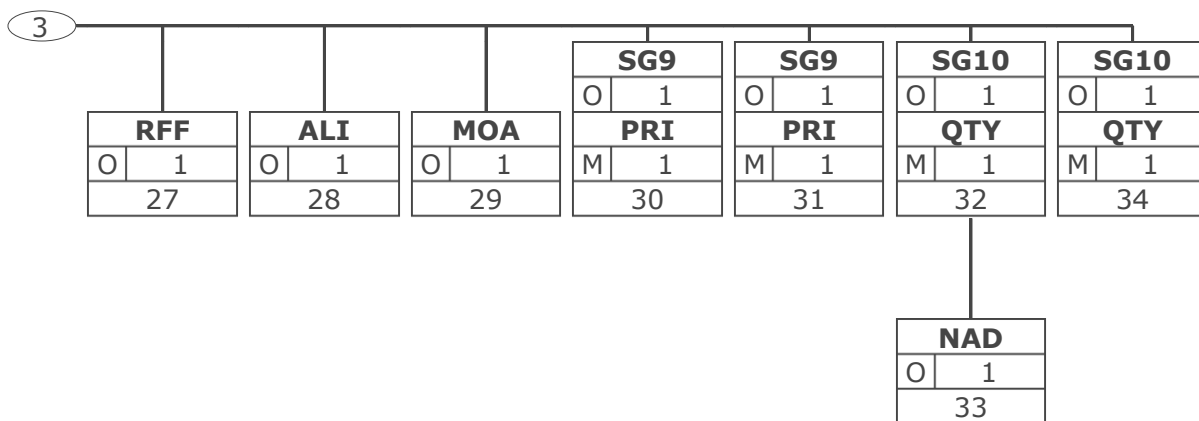 3
SG9 SG9 SG10 SG10
O 1 O 1 O 1 O 1
RFF ALI MOA PRI PRI QTY QTY
O 1 O 1 O 1 M 1 M 1 M 1 M 1
27 28 29 30 31 32 34
NAD
O 1
33